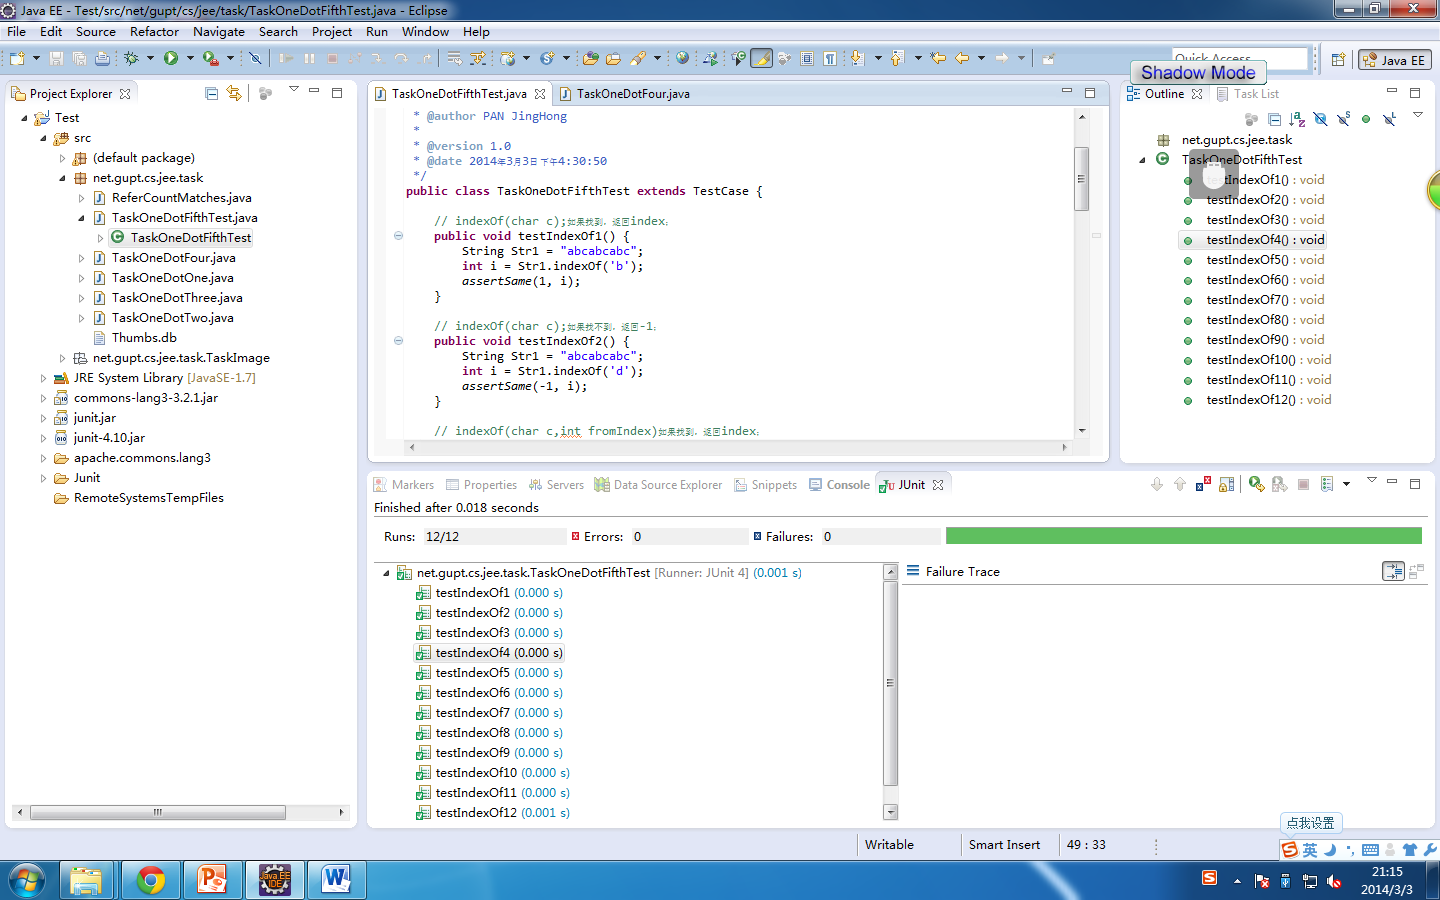 Java EE - Test/src/net/gupt/cs/jee/task/TaskOneDotFifthTest.java - Eclipse
File Edit Source Refactor Navigate Search Project Run Window Help
Quick Access
Java EE
Shadow Mode
Project Explorer
Test
src
(default package)
net.gupt.cs.jee.task
ReferCountMatches.java
TaskOneDotFifthTest.java
TaskOneDotFifthTest
TaskOneDotFour.java
TaskOneDotOne.java
TaskOneDotThree.java
TaskOneDotTwo.java
Thumbs.db
net.gupt.cs.jee.task.TaskImage
JRE System Library [JavaSE-1.7]
commons-lang3-3.2.1.jar
junit.jar
junit-4.10.jar
apache.commons.lang3
Junit
RemoteSystemsTempFiles
TaskOneDotFifthTest.java TaskOneDotFour.java
* @author PAN JingHong
*
* @version 1.0
* @date 2014年3月3日下午4:30:50
*/
public class TaskOneDotFifthTest extends TestCase {
// indexOf(char c);如果找到，返回index；
public void testIndexOf1() {
String Str1 = "abcabcabc";
int i = Str1.indexOf('b');
assertSame(1, i);
}
// indexOf(char c);如果找不到，返回-1；
public void testIndexOf2() {
String Str1 = "abcabcabc";
int i = Str1.indexOf('d');
assertSame(-1, i);
}
// indexOf(char c,int fromIndex)如果找到，返回index；
Outline Task List
net.gupt.cs.jee.task
TaskOneDotFifthTest
testIndexOf1() : void
testIndexOf2() : void
testIndexOf3() : void
testIndexOf4() : void
testIndexOf5() : void
testIndexOf6() : void
testIndexOf7() : void
testIndexOf8() : void
testIndexOf9() : void
testIndexOf10() : void
testIndexOf11() : void
testIndexOf12() : void
Markers Properties Servers Data Source Explorer Snippets Console JUnit
Finished after 0.018 seconds
Runs: 12/12 Errors: 0 Failures: 0
net.gupt.cs.jee.task.TaskOneDotFifthTest [Runner: JUnit 4] (0.001 s)
testIndexOf1 (0.000 s)
testIndexOf2 (0.000 s)
testIndexOf3 (0.000 s)
testIndexOf4 (0.000 s)
testIndexOf5 (0.000 s)
testIndexOf6 (0.000 s)
testIndexOf7 (0.000 s)
testIndexOf8 (0.000 s)
testIndexOf9 (0.000 s)
testIndexOf10 (0.000 s)
testIndexOf11 (0.000 s)
testIndexOf12 (0.001 s)
Failure Trace
Writable Smart Insert 49 : 33
点我设置
英
21:15
2014/3/3